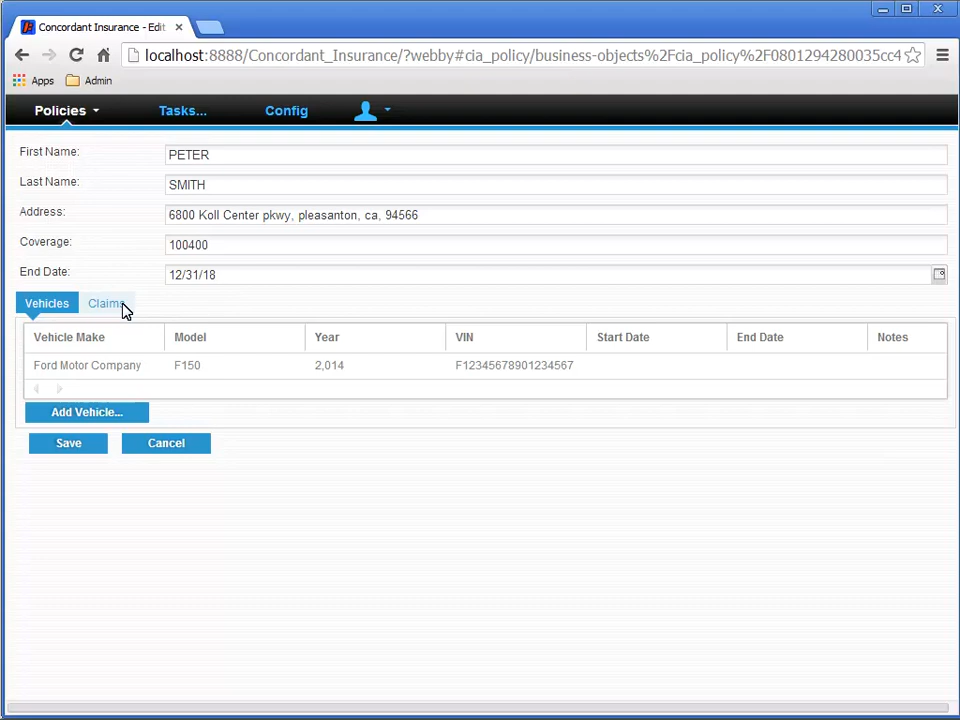 Concordant Insurance - Edit
localhost:8888/Concordant_Insurance/?webby#cia_policy/business-objects%2Fcia_policy%2F0801294280035cc4
Apps Admin
Policies Tasks... Config
First Name: PETER
Last Name: SMITH
Address: 6800 Koll Center pkwy, pleasanton, ca, 94566
Coverage: 100400
End Date: 12/31/18
Vehicles Claims
Vehicle Make Model Year VIN Start Date End Date Notes
Ford Motor Company F150 2,014 F12345678901234567
Add Vehicle...
Save Cancel